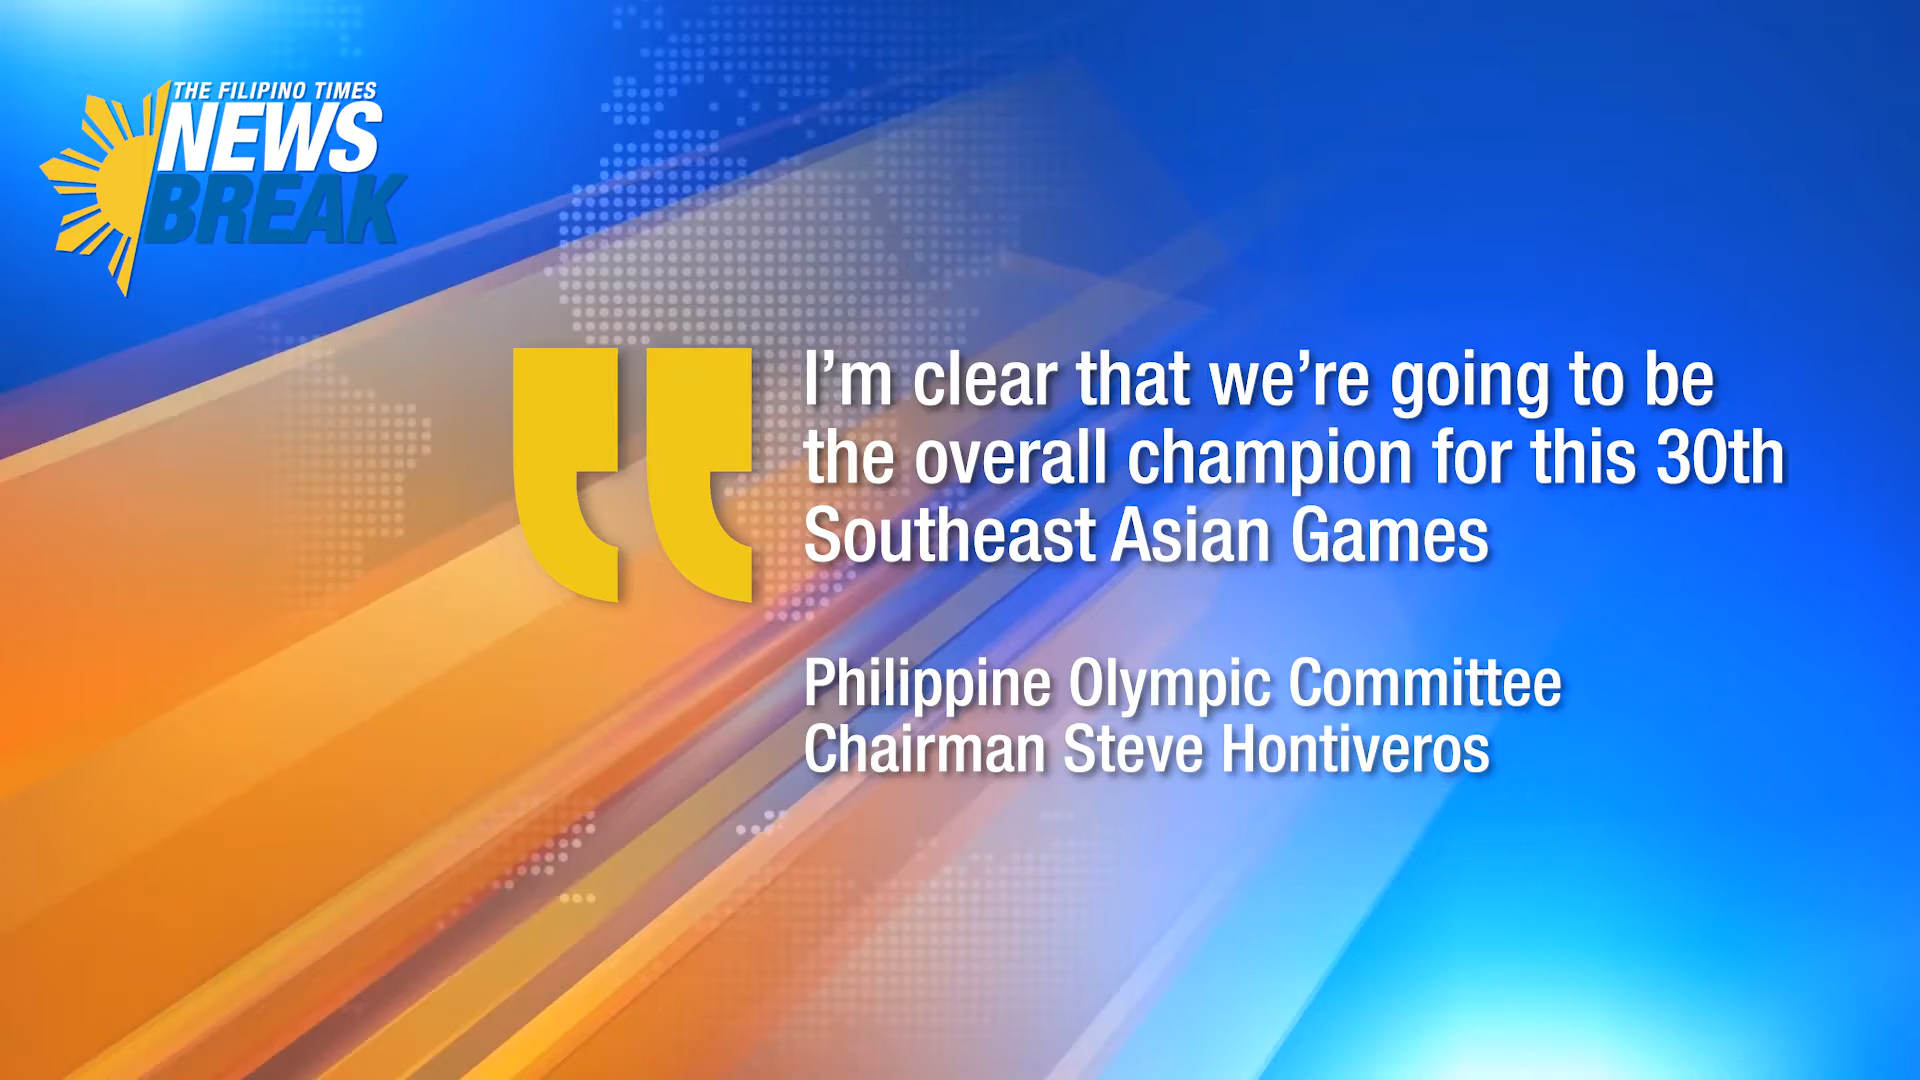 THE FILIPINO TIMES
NEWS
BREAK
I’m clear that we’re going to be
the overall champion for this 30th
Southeast Asian Games
Philippine Olympic Committee
Chairman Steve Hontiveros